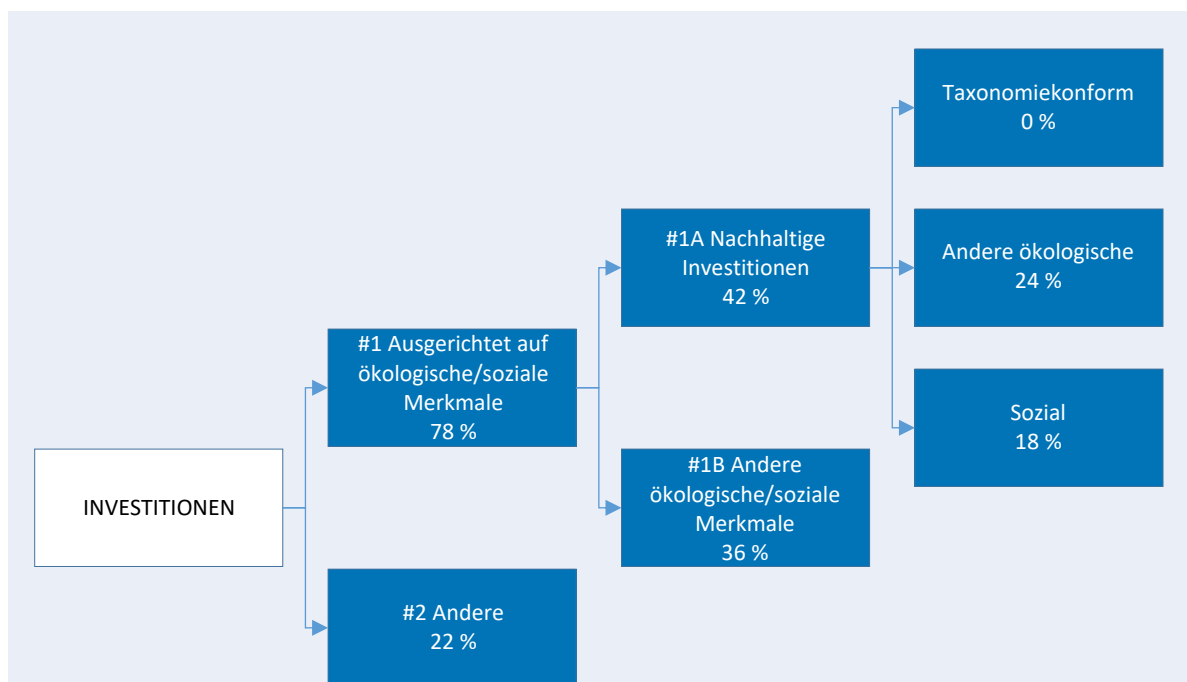 INVESTITIONEN
#1 Ausgerichtet auf
ökologische/soziale
Merkmale
78 %
#2 Andere
22 %
#1A Nachhaltige
Investitionen
42 %
#1B Andere
ökologische/soziale
Merkmale
36 %
Taxonomiekonform
0 %
Andere ökologische
24 %
Sozial
18 %